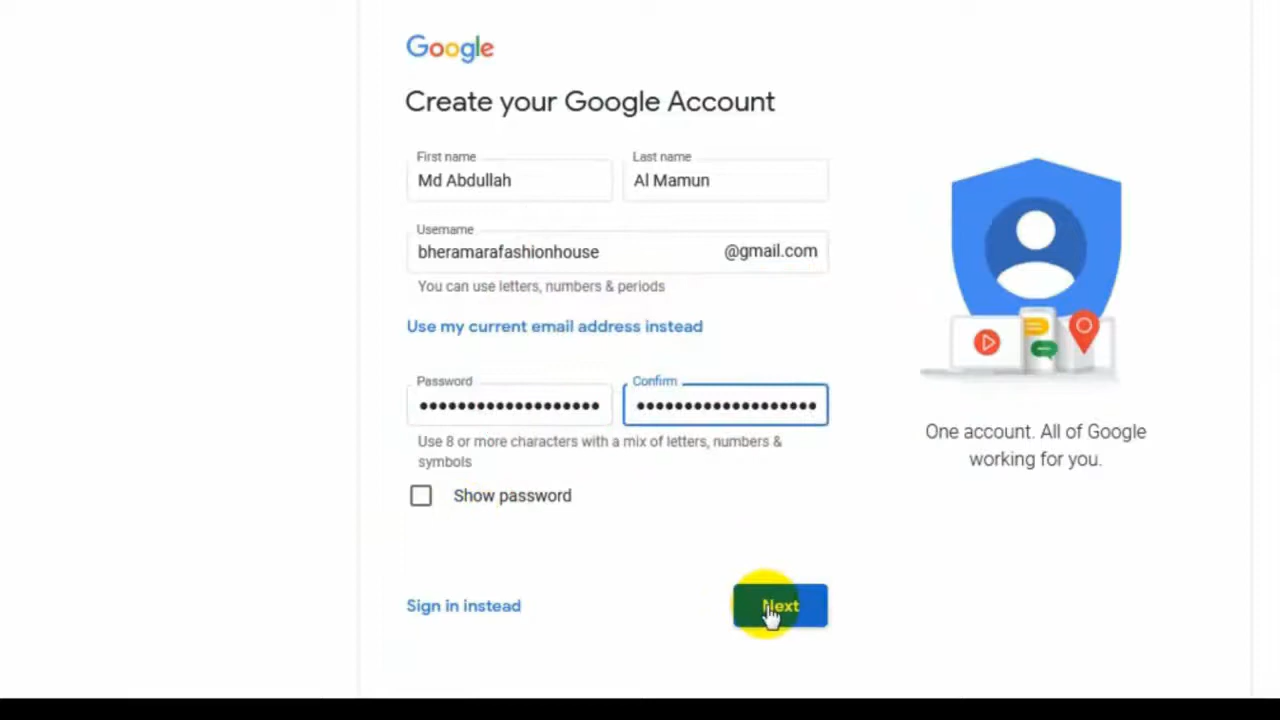 Google
Create your Google Account
First name
Last name
Md Abdullah
Al Mamun
Username
bheramarafashionhouse
@gmail.com
You can use letters, numbers & periods
Use my current email address instead
Password
Confirm
•••••••••••••••••••
•••••••••••••••••••
Use 8 or more characters with a mix of letters, numbers &
symbols
Show password
One account. All of Google
working for you.
Sign in instead
Next